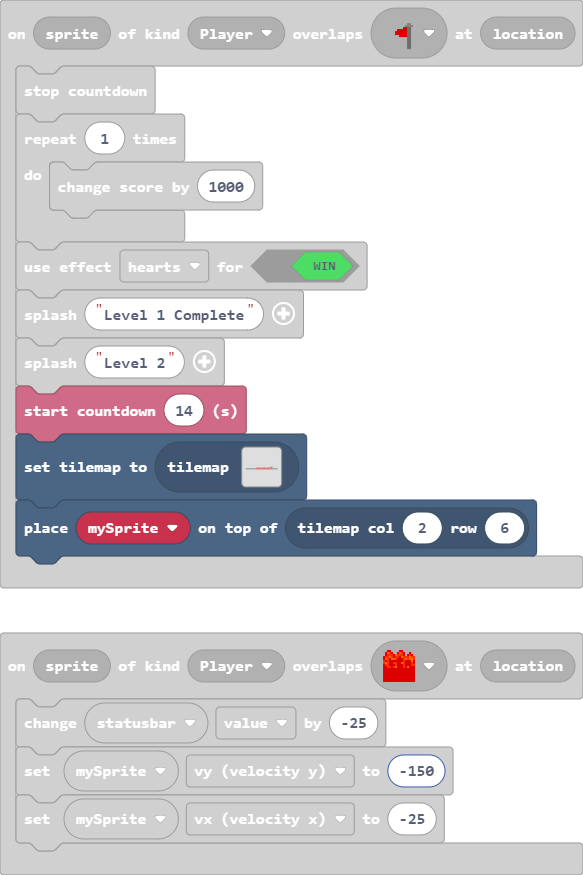 on sprite of kind Player overlaps at location
stop countdown
repeat 1 times
do
change score by 1000
use effect hearts for WIN
splash "Level 1 Complete"
splash "Level 2"
start countdown 14 (s)
set tilemap to tilemap
place mySprite on top of tilemap col 2 row 6
on sprite of kind Player overlaps at location
change statusbar value by -25
set mySprite vy (velocity y) to -150
set mySprite vx (velocity x) to -25